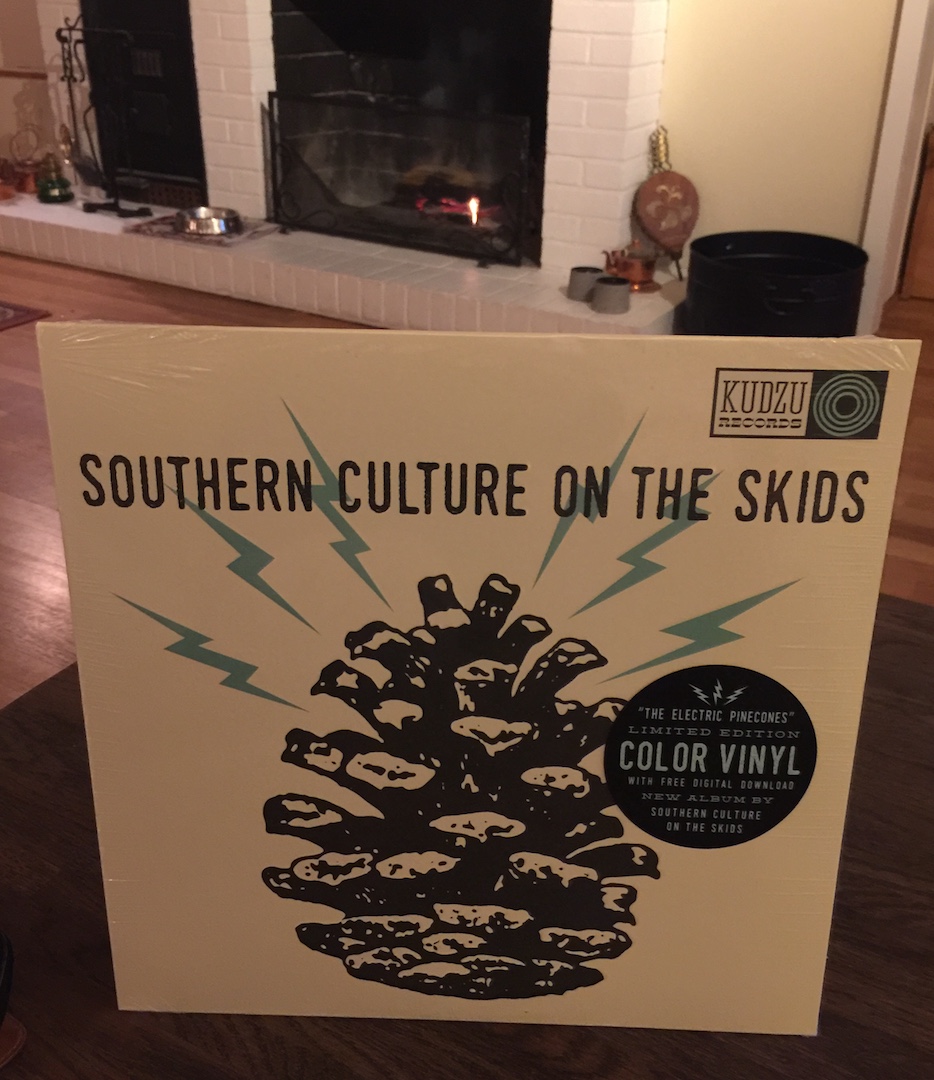 KUDZU
RECORDS
SOUTHERN CULTURE ON THE SKIDS
"THE ELECTRIC PINECONES"
LIMITED EDITION
COLOR VINYL
WITH FREE DIGITAL DOWNLOAD
NEW ALBUM BY
SOUTHERN CULTURE
ON THE SKIDS